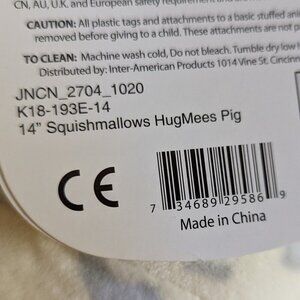 CN, AU, U.K. and European safety requirements and are
CAUTION: All plastic tags and attachments to a basic stuffed
removed before giving to a child. These attachments are not p
TO CLEAN: Machine wash cold, Do not bleach. Tumble dry low
Distributed by: Inter-American Products 1014 Vine St. Cincinn
JNCN_2704_1020
K18-193E-14
14” Squishmallows HugMees Pig
CE
7 34689 29586 9
Made in China